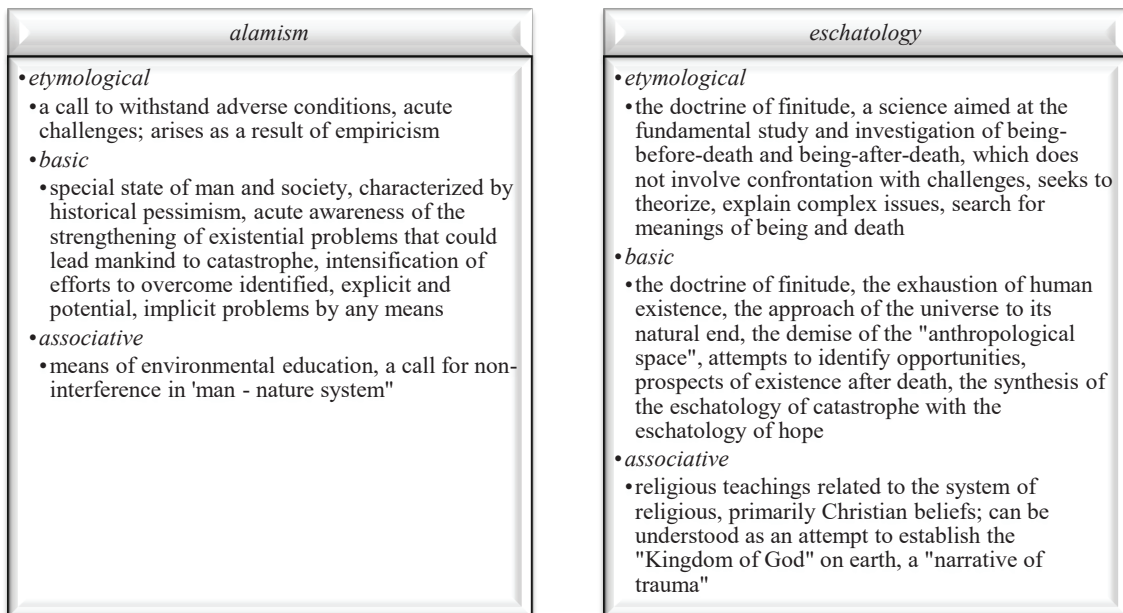 alamism
•etymological
•a call to withstand adverse conditions, acute
challenges; arises as a result of empiricism
•basic
•special state of man and society, characterized by
historical pessimism, acute awareness of the
strengthening of existential problems that could
lead mankind to catastrophe, intensification of
efforts to overcome identified, explicit and
potential, implicit problems by any means
•associative
•means of environmental education, a call for non-
interference in 'man - nature system"
eschatology
•etymological
•the doctrine of finitude, a science aimed at the
fundamental study and investigation of being-
before-death and being-after-death, which does
not involve confrontation with challenges, seeks to
theorize, explain complex issues, search for
meanings of being and death
•basic
•the doctrine of finitude, the exhaustion of human
existence, the approach of the universe to its
natural end, the demise of the "anthropological
space", attempts to identify opportunities,
prospects of existence after death, the synthesis of
the eschatology of catastrophe with the
eschatology of hope
•associative
•religious teachings related to the system of
religious, primarily Christian beliefs; can be
understood as an attempt to establish the
"Kingdom of God" on earth, a "narrative of
trauma"